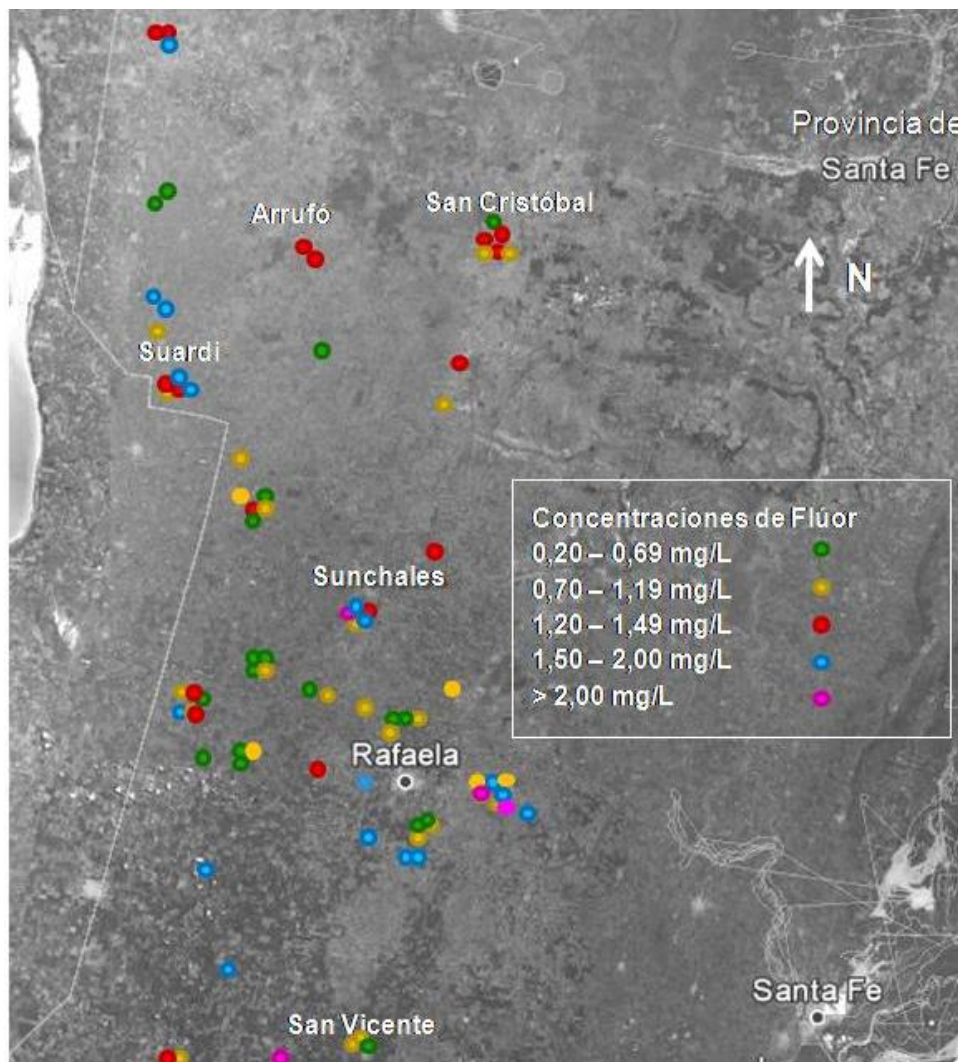 Provincia de
Santa Fe
San Cristóbal
Arrufó
N
Suardi
Concentraciones de Flúor
0,20 – 0,69 mg/L
0,70 – 1,19 mg/L
1,20 – 1,49 mg/L
1,50 – 2,00 mg/L
> 2,00 mg/L
Sunchales
Rafaela
Santa Fe
San Vicente